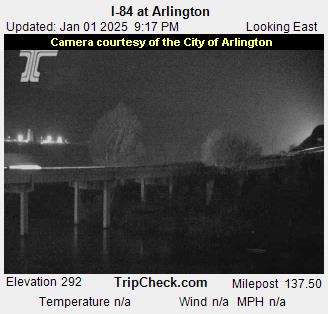 I-84 at Arlington
Updated: Jan 01 2025 9:17 PM Looking East
Camera courtesy of the City of Arlington
Elevation 292 TripCheck.com Milepost 137.50
Temperature n/a Wind n/a MPH n/a